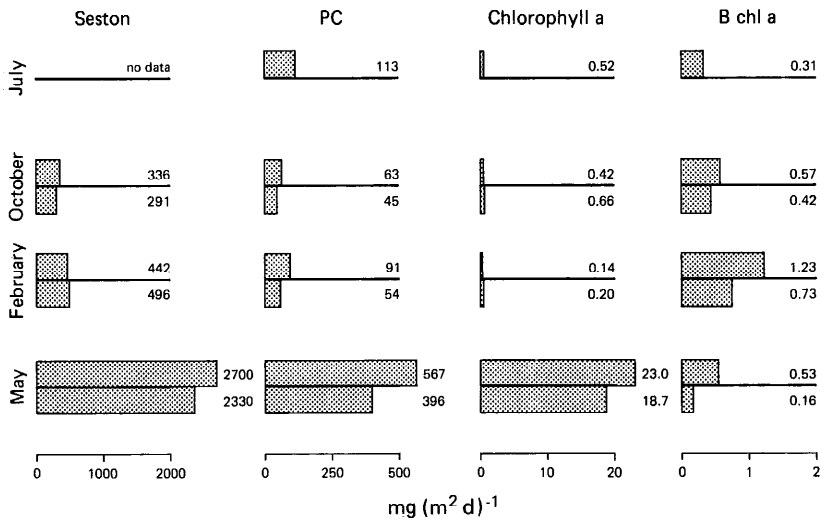 Seston PC Chlorophyll a B chl a
July no data 113 0.52 0.31
October 336 63 0.42 0.57
291 45 0.66 0.42
February 442 91 0.14 1.23
496 54 0.20 0.73
May 2700 567 23.0 0.53
2330 396 18.7 0.16
0 1000 2000 0 250 500 0 10 20 0 1 2
mg (m² d)⁻¹